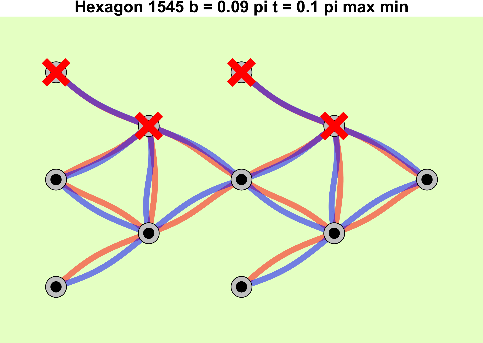 Hexagon 1545 b = 0.09 pi t = 0.1 pi max min